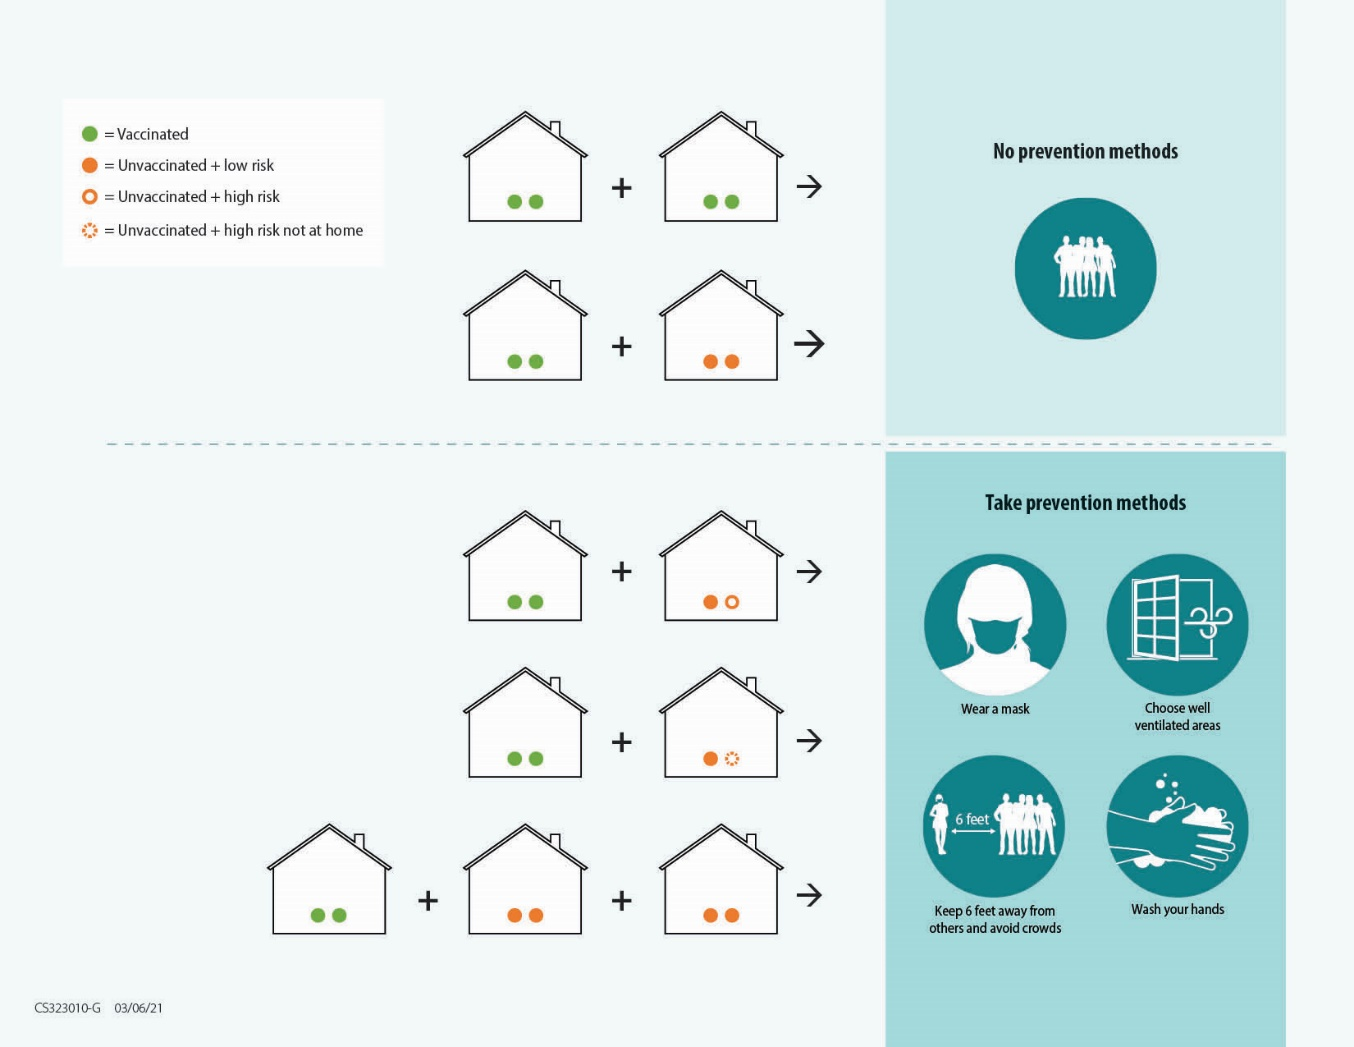 = Vaccinated
= Unvaccinated + low risk
= Unvaccinated + high risk
= Unvaccinated + high risk not at home
+
+
No prevention methods
+
+
+ +
Take prevention methods
Wear a mask
Choose well
ventilated areas
6 feet
Keep 6 feet away from
others and avoid crowds
Wash your hands
CS323010-G 03/06/21